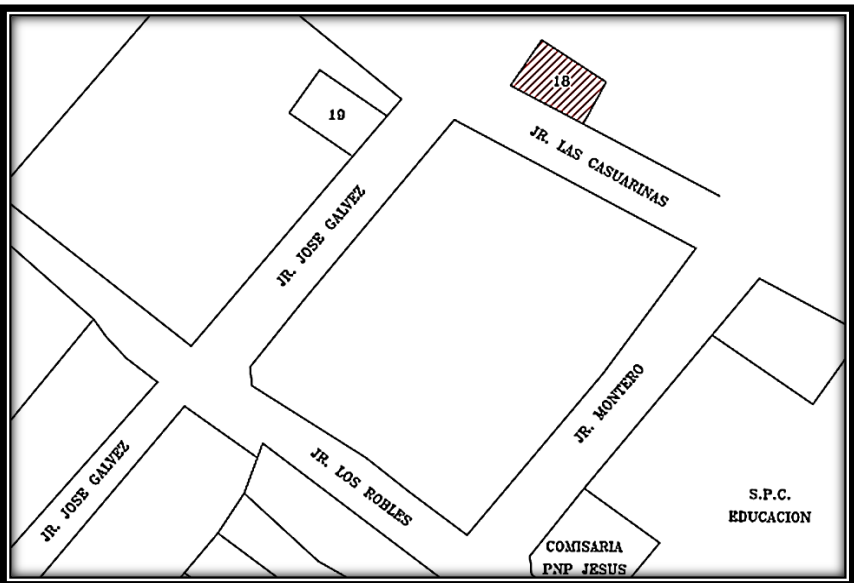 18
19
JR. LAS CASUARINAS
JR. JOSE GALVEZ
JR. MONTERO
JR. JOSE GALVEZ
JR. LOS ROBLES
S.P.C.
EDUCACION
COMISARIA
PNP JESUS